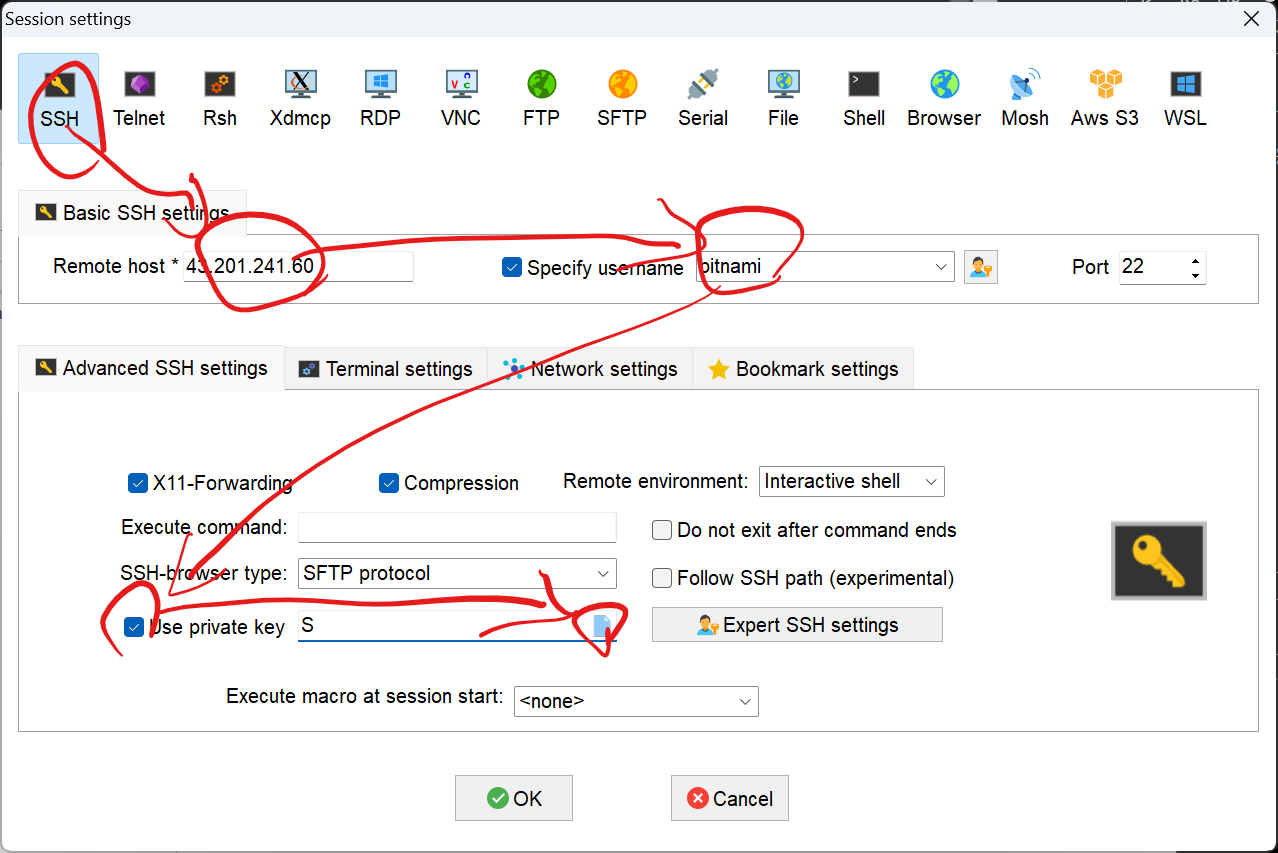 Session settings
SSH Telnet Rsh Xdmcp RDP VNC FTP SFTP Serial File Shell Browser Mosh Aws S3 WSL
Basic SSH settings
Remote host * 43.201.241.60 Specify username bitnami Port 22
Advanced SSH settings Terminal settings Network settings Bookmark settings
X11-Forwarding Compression Remote environment: Interactive shell
Execute command: Do not exit after command ends
SSH-browser type: SFTP protocol Follow SSH path (experimental)
Use private key S Expert SSH settings
Execute macro at session start: <none>
OK Cancel